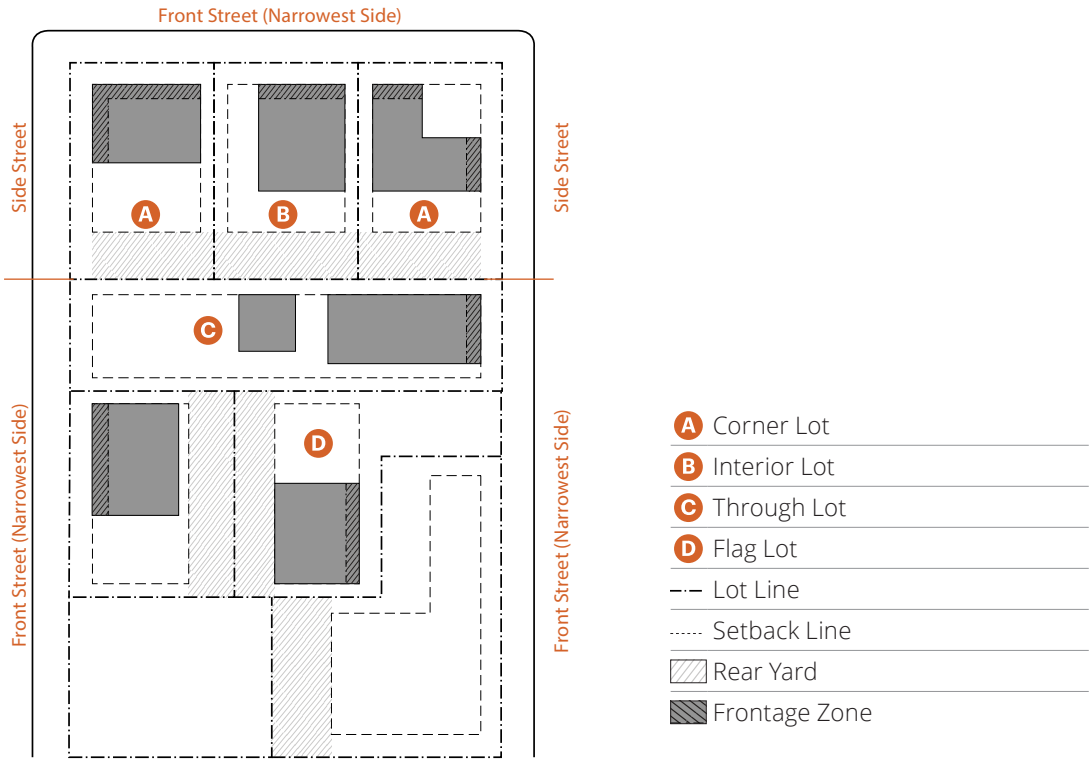 Front Street (Narrowest Side)
Side Street
Side Street
A
B
A
C
Front Street (Narrowest Side)
D
Front Street (Narrowest Side)
A Corner Lot
B Interior Lot
C Through Lot
D Flag Lot
Lot Line
Setback Line
Rear Yard
Frontage Zone